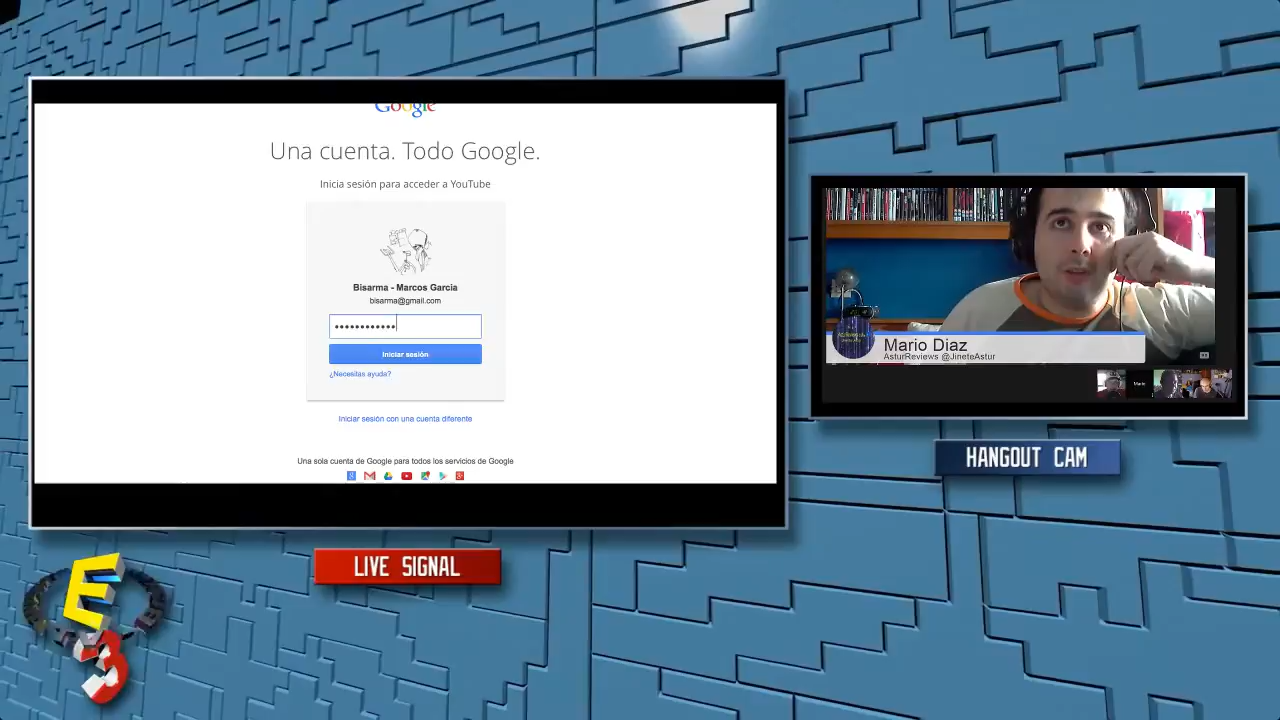 Google
Una cuenta. Todo Google.
Inicia sesión para acceder a YouTube
Bisarma - Marcos Garcia
bisarma@gmail.com
Iniciar sesión
¿Necesitas ayuda?
Iniciar sesión con una cuenta diferente
Una sola cuenta de Google para todos los servicios de Google
Mario Diaz
AsturReviews @JineteAstur
Mario
HANGOUT CAM
LIVE SIGNAL
E3